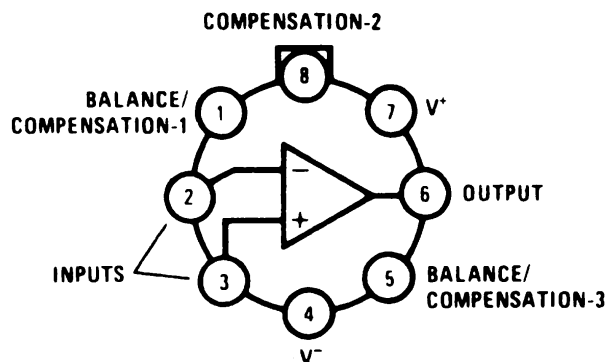 COMPENSATION-2
8
BALANCE/
COMPENSATION-1
1
7
V+
2
−
6
OUTPUT
+
INPUTS
3
5
BALANCE/
COMPENSATION-3
4
V−